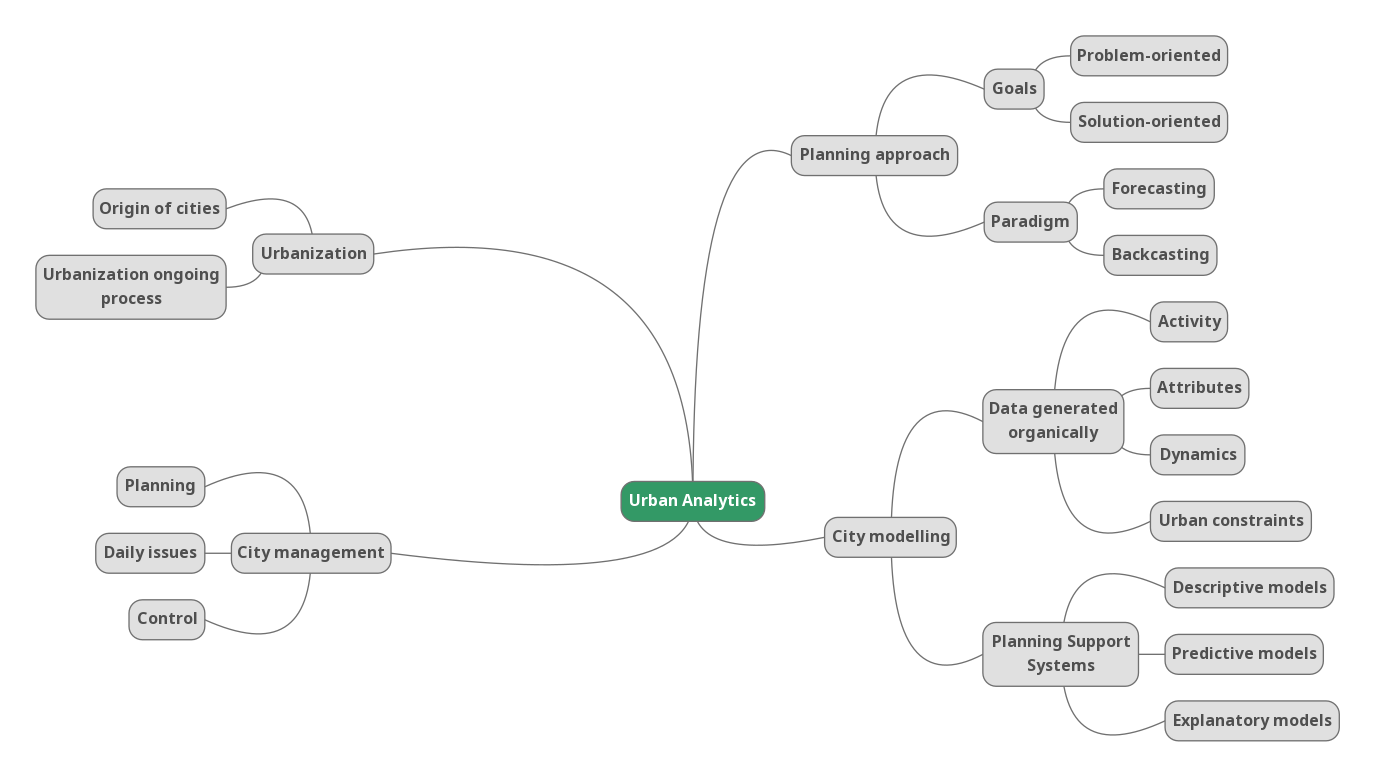 Urban Analytics
Planning approach
Goals
Problem-oriented
Solution-oriented
Paradigm
Forecasting
Backcasting
City modelling
Data generated
organically
Activity
Attributes
Dynamics
Urban constraints
Planning Support
Systems
Descriptive models
Predictive models
Explanatory models
Urbanization
Origin of cities
Urbanization ongoing
process
City management
Planning
Daily issues
Control